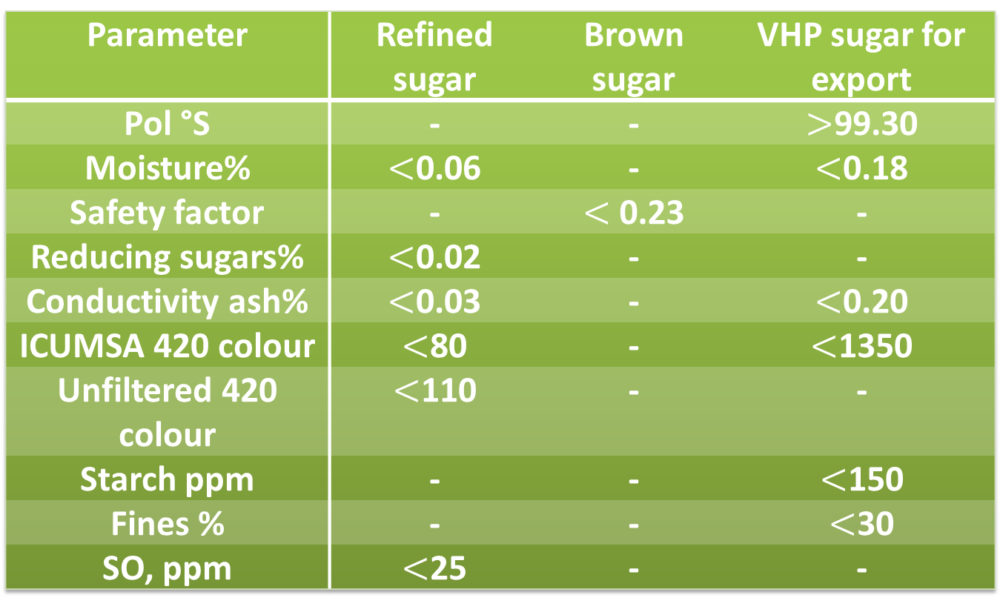 Parameter Refined sugar Brown sugar VHP sugar for export
Pol °S - - >99.30
Moisture% <0.06 - <0.18
Safety factor - < 0.23 -
Reducing sugars% <0.02 - -
Conductivity ash% <0.03 - <0.20
ICUMSA 420 colour <80 - <1350
Unfiltered 420 colour <110 - -
Starch ppm - - <150
Fines % - - <30
SO, ppm <25 - -